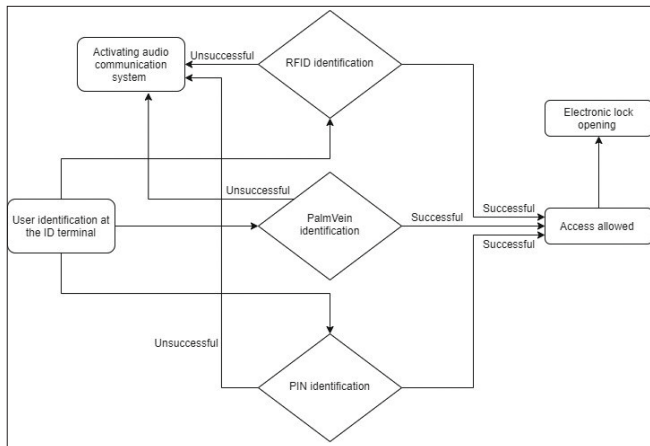 Activating audio
communication
system
Unsuccessful
RFID identification
Electronic lock
opening
Unsuccessful
User identification at
the ID terminal
PalmVein
identification
Successful
Successful
Access allowed
Successful
Unsuccessful
PIN identification